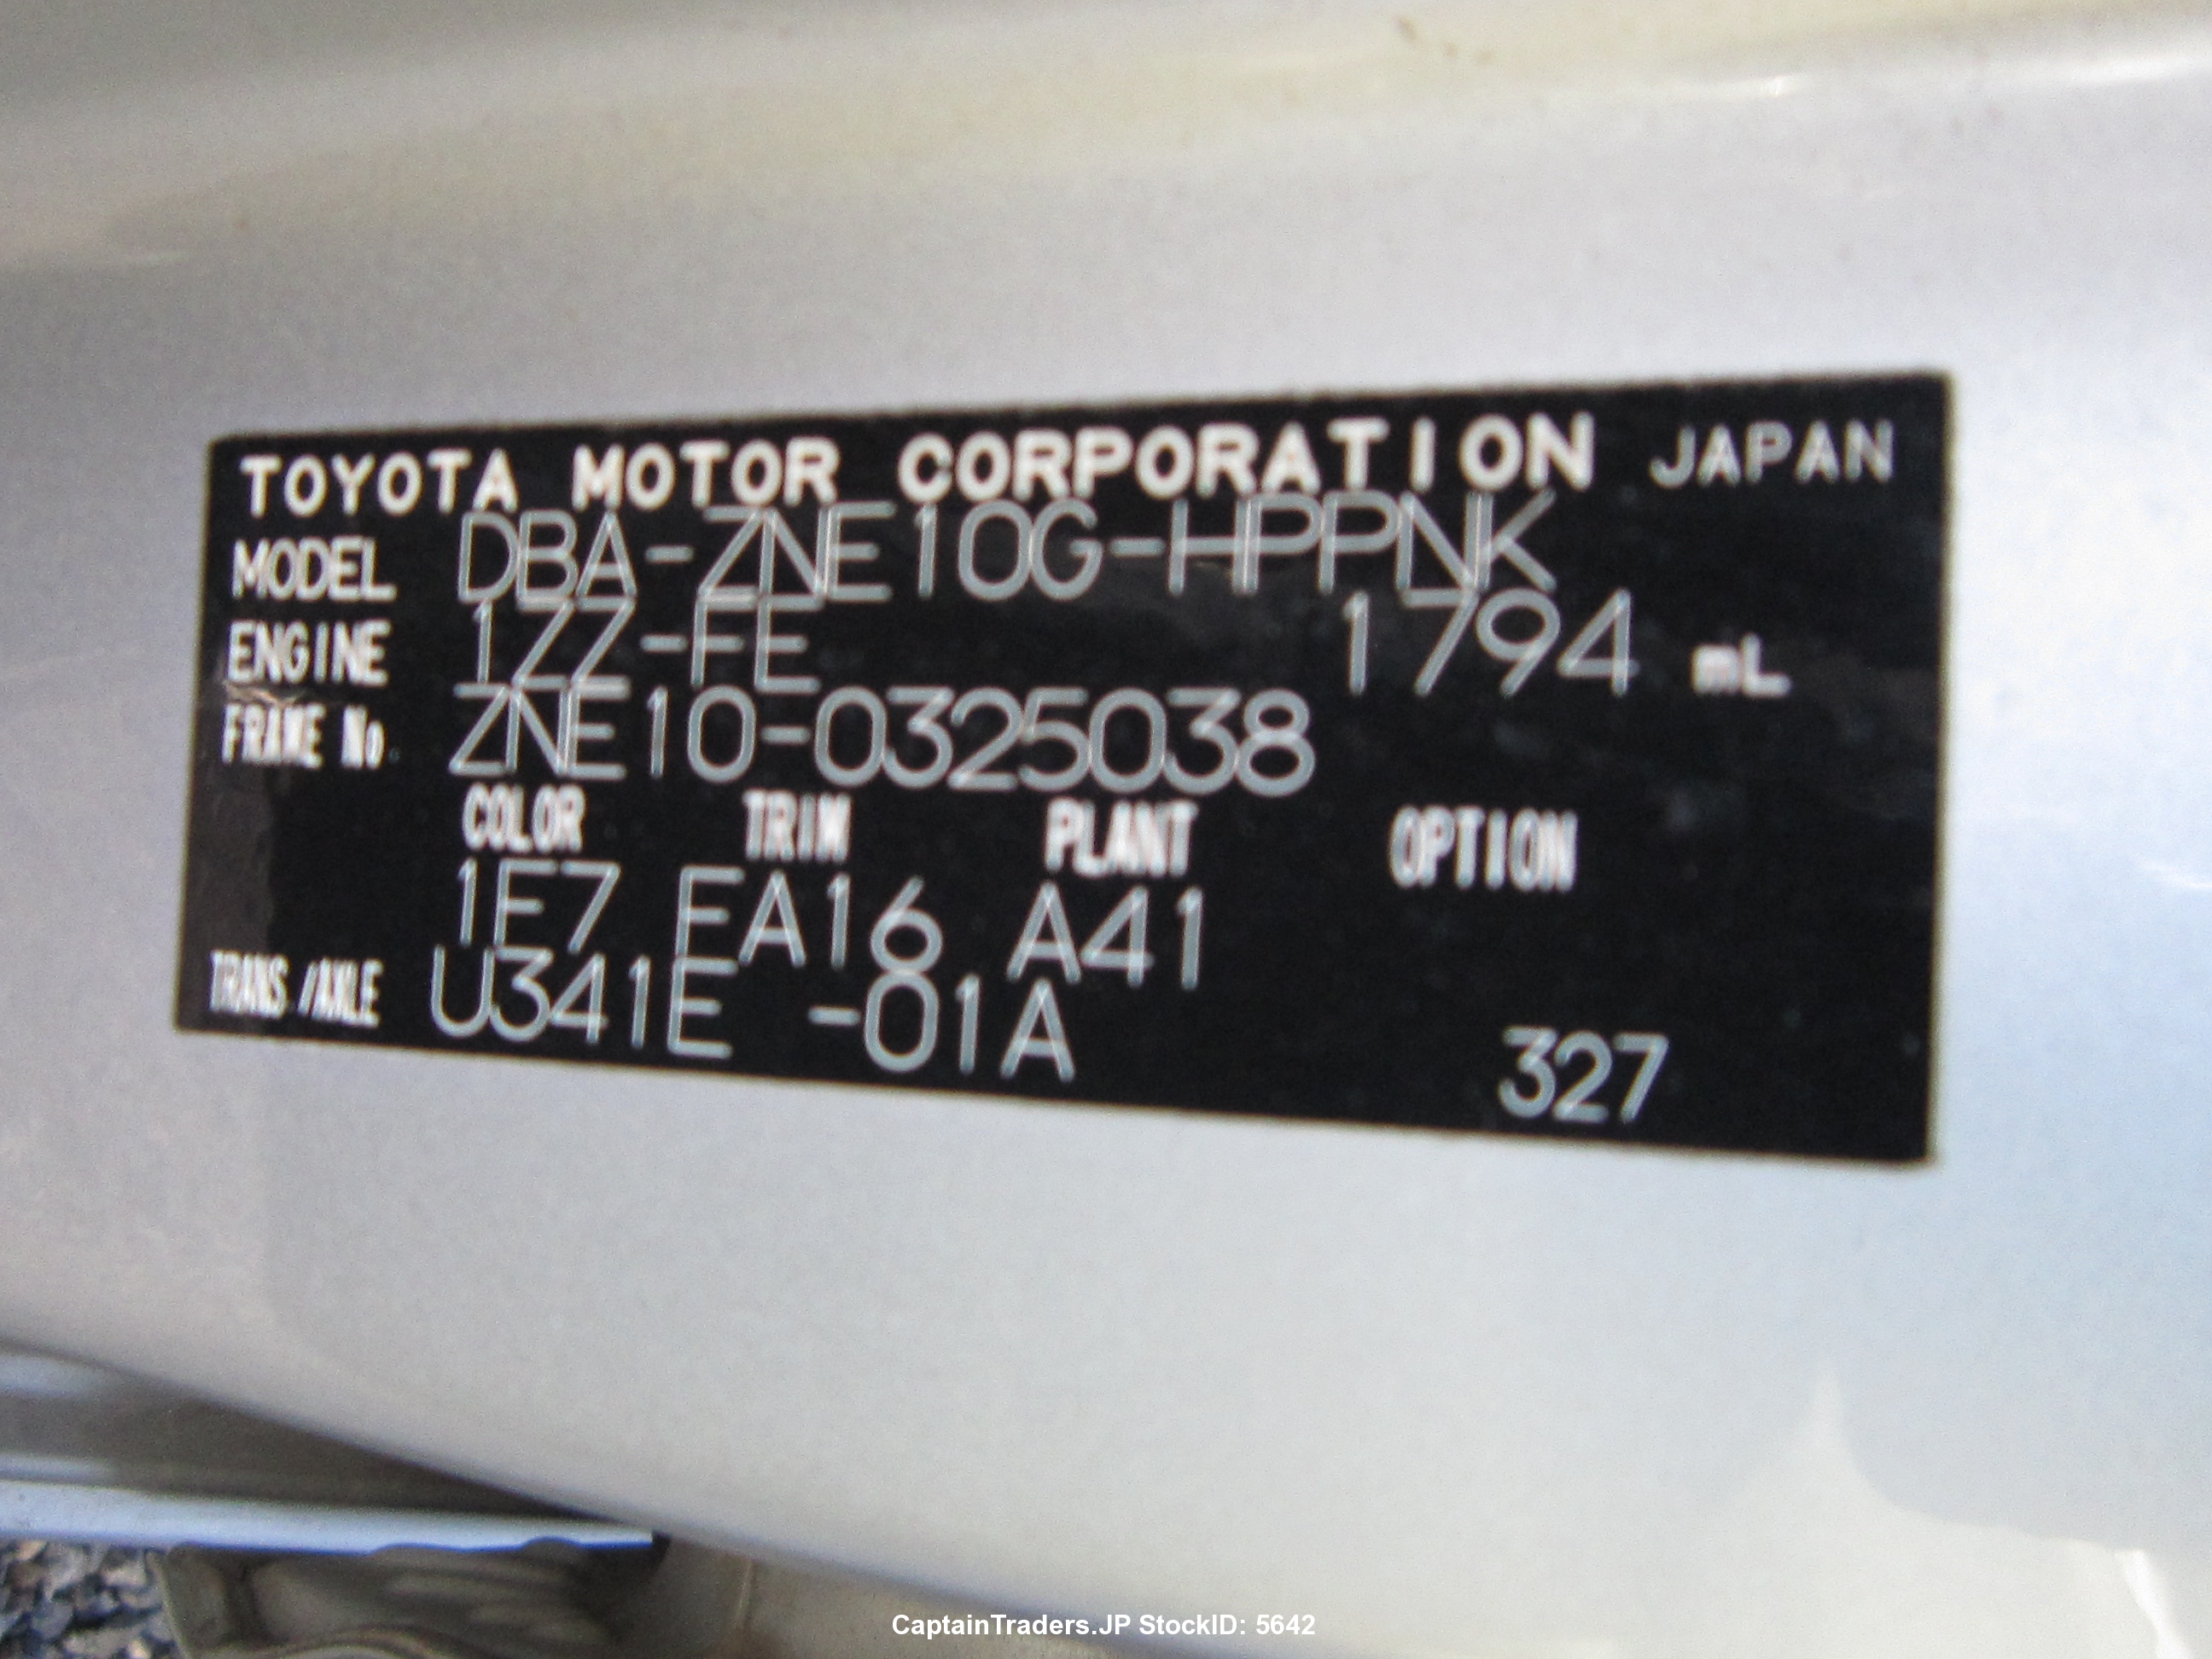 TOYOTA MOTOR CORPORATION JAPAN
MODEL DBA-ZNE10G-HPPNK
ENGINE 1ZZ-FE 1794 mL
FRAME No. ZNE10-0325038
COLOR TRIM PLANT OPTION
1E7 EA16 A41
TRANS /AXLE U341E -01A
327
CaptainTraders.JP StockID: 5642